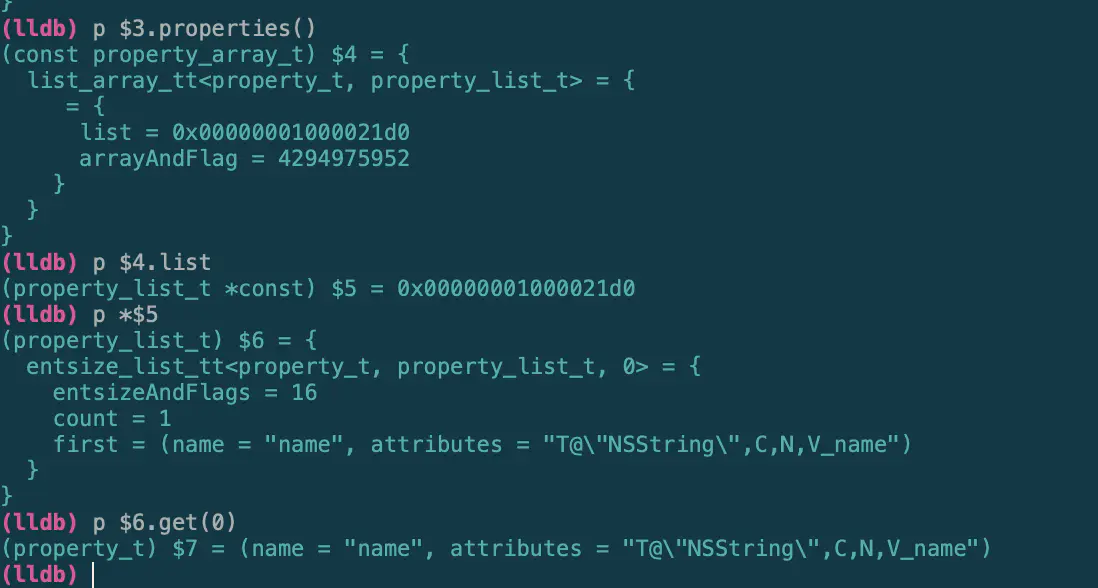 }
(lldb) p $3.properties()
(const property_array_t) $4 = {
  list_array_tt<property_t, property_list_t> = {
     = {
      list = 0x00000001000021d0
      arrayAndFlag = 4294975952
    }
  }
}
(lldb) p $4.list
(property_list_t *const) $5 = 0x00000001000021d0
(lldb) p *$5
(property_list_t) $6 = {
  entsize_list_tt<property_t, property_list_t, 0> = {
    entsizeAndFlags = 16
    count = 1
    first = (name = "name", attributes = "T@\"NSString\",C,N,V_name")
  }
}
(lldb) p $6.get(0)
(property_t) $7 = (name = "name", attributes = "T@\"NSString\",C,N,V_name")
(lldb)